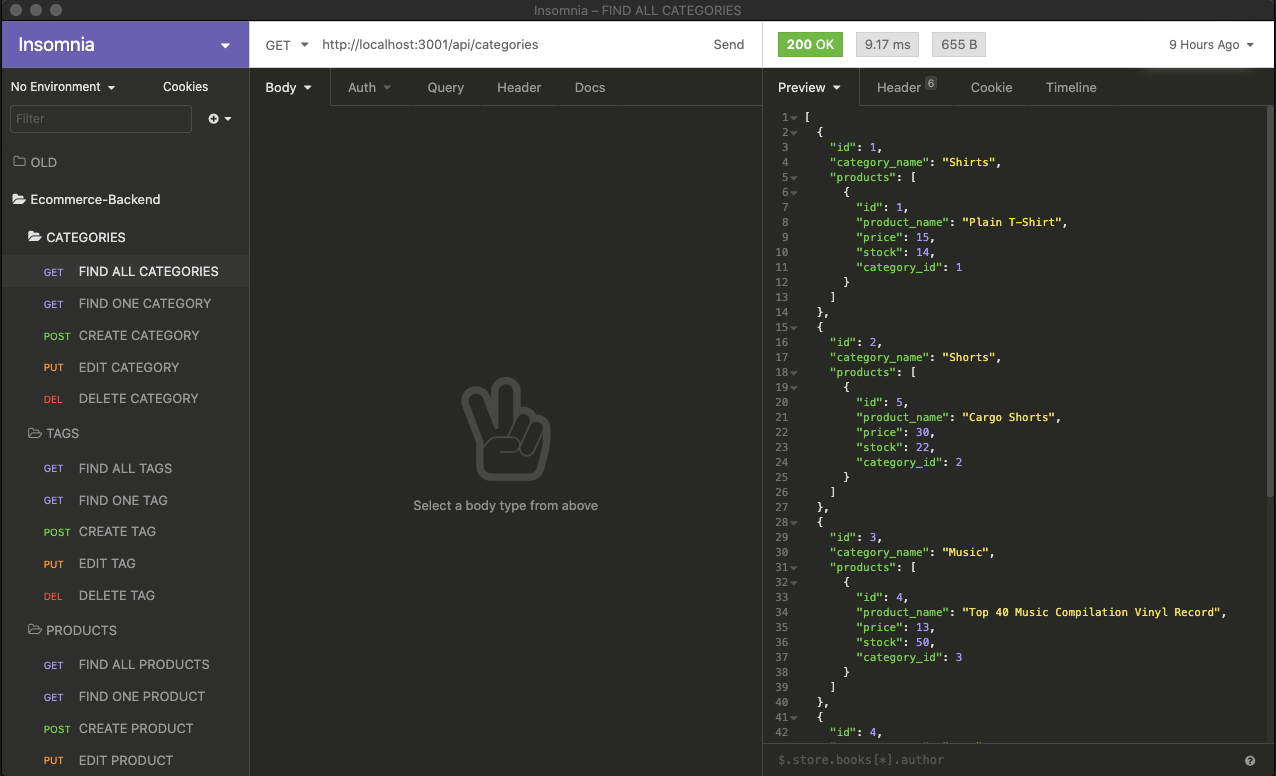 Insomnia – FIND ALL CATEGORIES
Insomnia
No Environment Cookies
Filter
OLD
Ecommerce-Backend
CATEGORIES
GET FIND ALL CATEGORIES
GET FIND ONE CATEGORY
POST CREATE CATEGORY
PUT EDIT CATEGORY
DEL DELETE CATEGORY
TAGS
GET FIND ALL TAGS
GET FIND ONE TAG
POST CREATE TAG
PUT EDIT TAG
DEL DELETE TAG
PRODUCTS
GET FIND ALL PRODUCTS
GET FIND ONE PRODUCT
POST CREATE PRODUCT
PUT EDIT PRODUCT
GET http://localhost:3001/api/categories Send
Body Auth Query Header Docs
Select a body type from above
200 OK 9.17 ms 655 B 9 Hours Ago
Preview Header 6 Cookie Timeline
1 [
2 {
3 "id": 1,
4 "category_name": "Shirts",
5 "products": [
6 {
7 "id": 1,
8 "product_name": "Plain T-Shirt",
9 "price": 15,
10 "stock": 14,
11 "category_id": 1
12 }
13 ]
14 },
15 {
16 "id": 2,
17 "category_name": "Shorts",
18 "products": [
19 {
20 "id": 5,
21 "product_name": "Cargo Shorts",
22 "price": 30,
23 "stock": 22,
24 "category_id": 2
25 }
26 ]
27 },
28 {
29 "id": 3,
30 "category_name": "Music",
31 "products": [
32 {
33 "id": 4,
34 "product_name": "Top 40 Music Compilation Vinyl Record",
35 "price": 13,
36 "stock": 50,
37 "category_id": 3
38 }
39 ]
40 },
41 {
42 "id": 4,
$.store.books[*].author